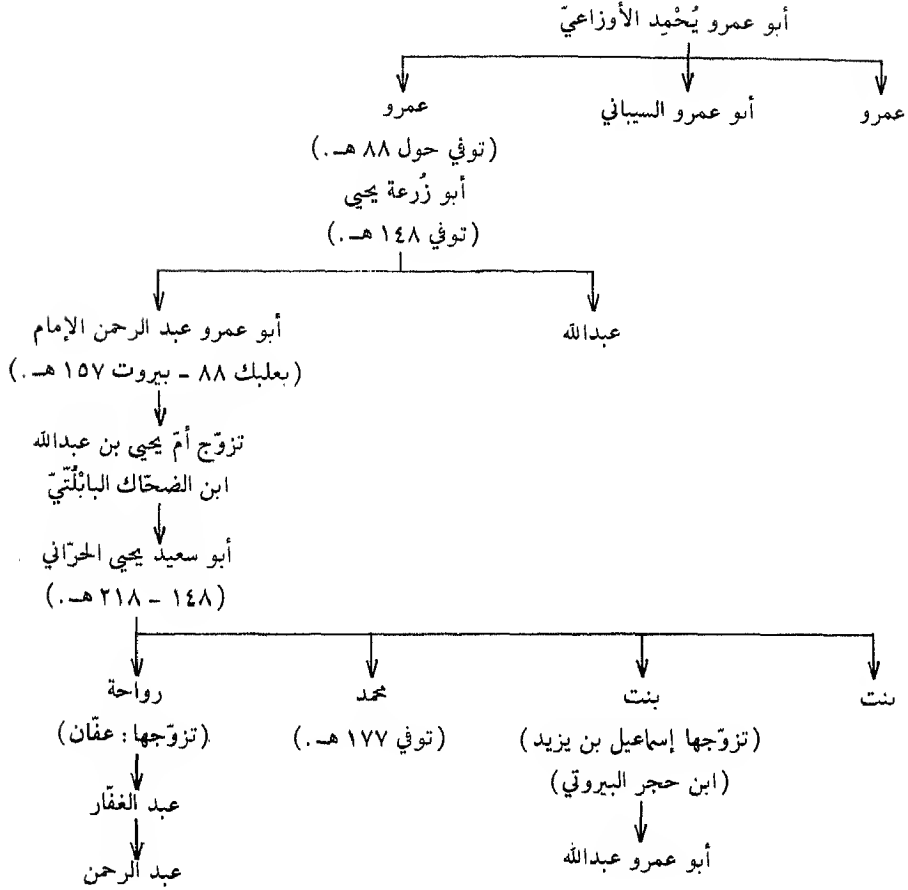 أبو عمرو يُحْمِد الأوزاعيّ
عمرو
أبو عمرو السيباني
عمرو
(توفي حول ٨٨ هـ.)
أبو زُرعة يحيى
(توفي ١٤٨ هـ.)
عبدالله
أبو عمرو عبد الرحمن الإمام
(بعلبك ٨٨ - بيروت ١٥٧ هـ.)
تزوّج أمّ يحيى بن عبدالله
ابن الضحّاك البابْلُتّيّ
أبو سعيد يحيى الحرّاني
(١٤٨ - ٢١٨ هـ.)
بنت
بنت
(تزوّجها إسماعيل بن يزيد)
(ابن حجر البيروتي)
أبو عمرو عبدالله
محمد
(توفي ١٧٧ هـ.)
رواحة
(تزوّجها: عفّان)
عبد الغفّار
عبد الرحمن